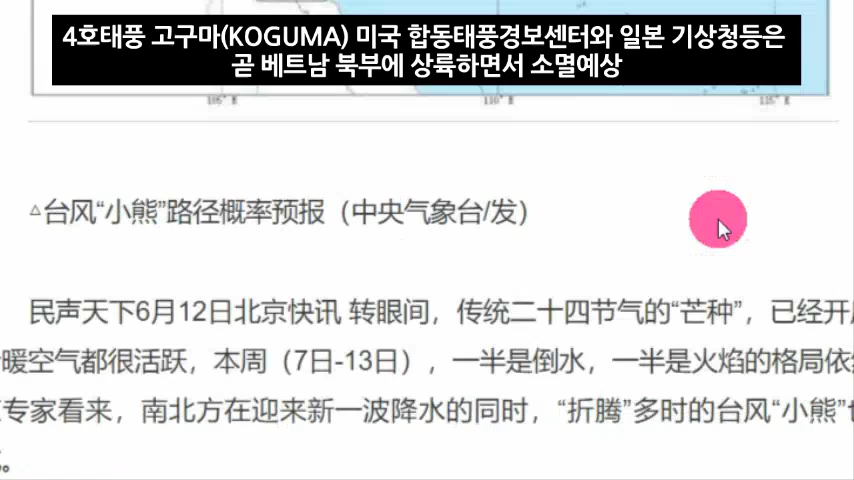 4호태풍 고구마(KOGUMA) 미국 합동태풍경보센터와 일본 기상청등은
곧 베트남 북부에 상륙하면서 소멸예상
105° E 110° E 115° E
△台风“小熊”路径概率预报（中央气象台/发）
民声天下6月12日北京快讯 转眼间，传统二十四节气的“芒种”，已经开
暖空气都很活跃，本周（7日-13日），一半是倒水，一半是火焰的格局依
专家看来，南北方在迎来新一波降水的同时，“折腾”多时的台风“小熊”
。